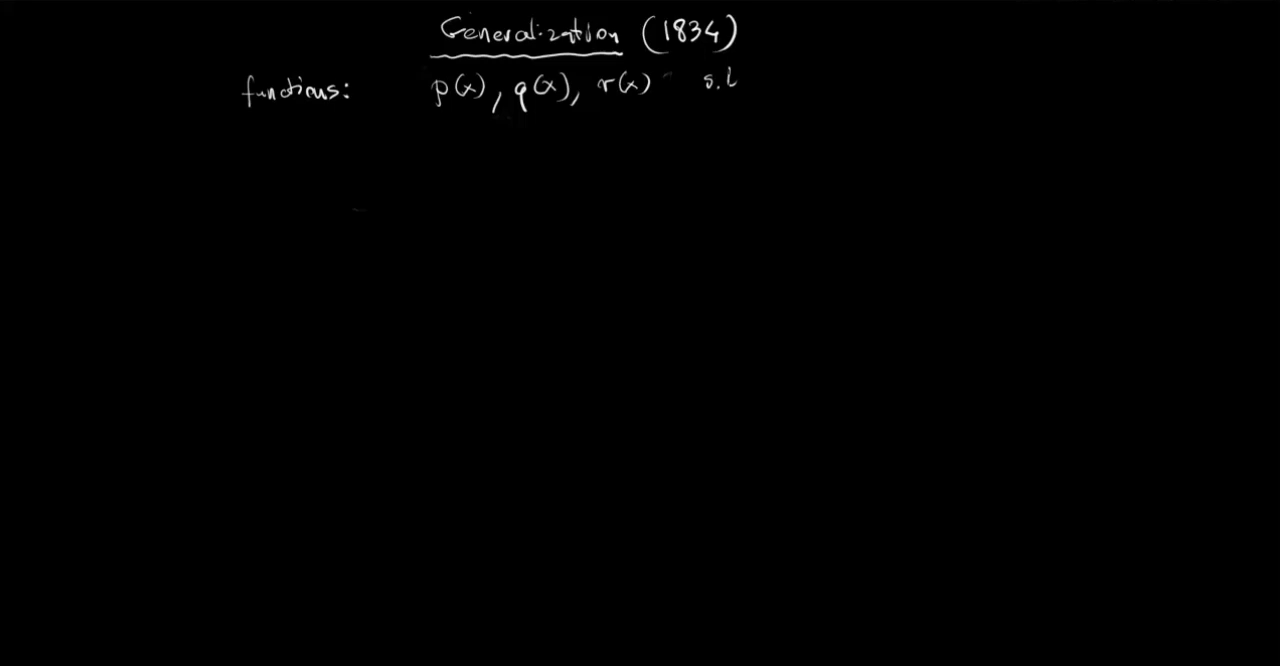 Generalization (1834)
functions: p(x), q(x), r(x) s.